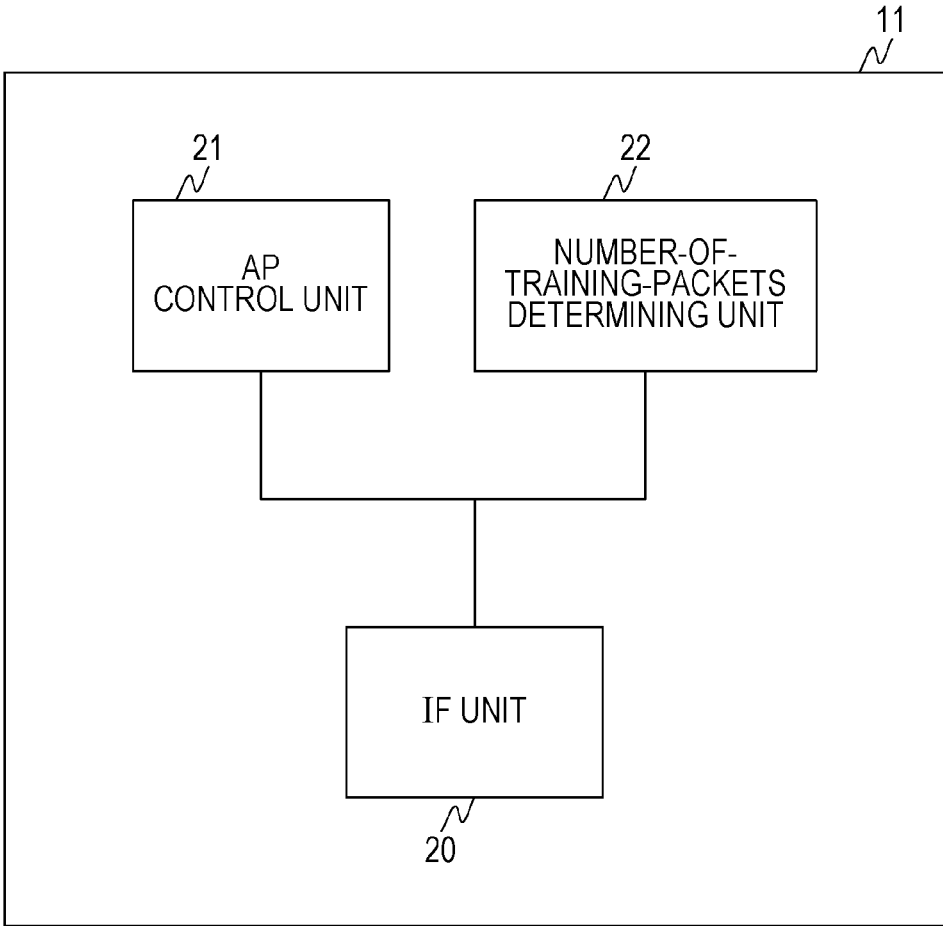 11
21
22
AP
CONTROL UNIT
NUMBER-OF-
TRAINING-PACKETS
DETERMINING UNIT
IF UNIT
20